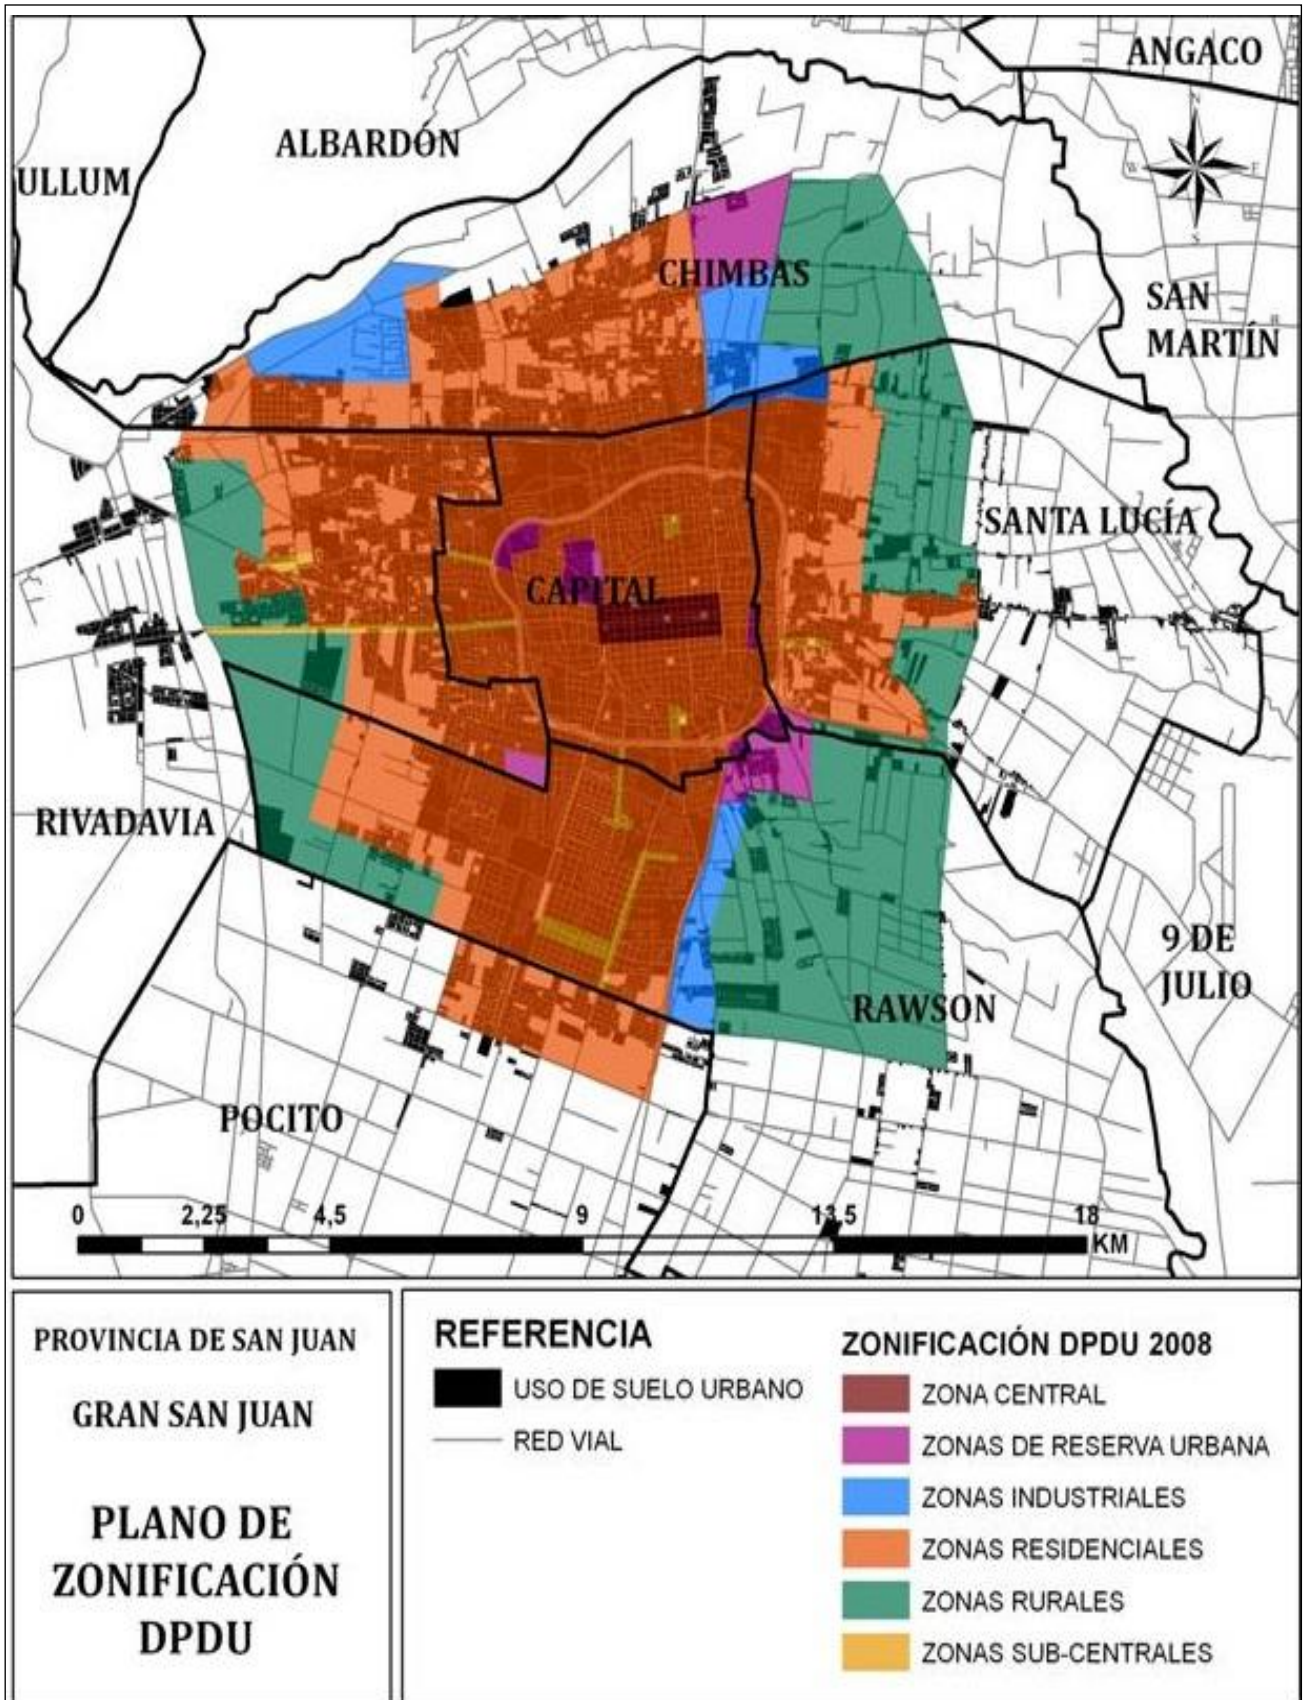 ANGACO
N
ALBARDÓN
W
E
ULLUM
S
CHIMBAS
SAN
MARTÍN
SANTA LUCÍA
CAPITAL
RIVADAVIA
9 DE
JULIO
RAWSON
POCITO
0 2,25 4,5 9 13,5 18
KM
PROVINCIA DE SAN JUAN
GRAN SAN JUAN
PLANO DE
ZONIFICACIÓN
DPDU
REFERENCIA
USO DE SUELO URBANO
RED VIAL
ZONIFICACIÓN DPDU 2008
ZONA CENTRAL
ZONAS DE RESERVA URBANA
ZONAS INDUSTRIALES
ZONAS RESIDENCIALES
ZONAS RURALES
ZONAS SUB-CENTRALES